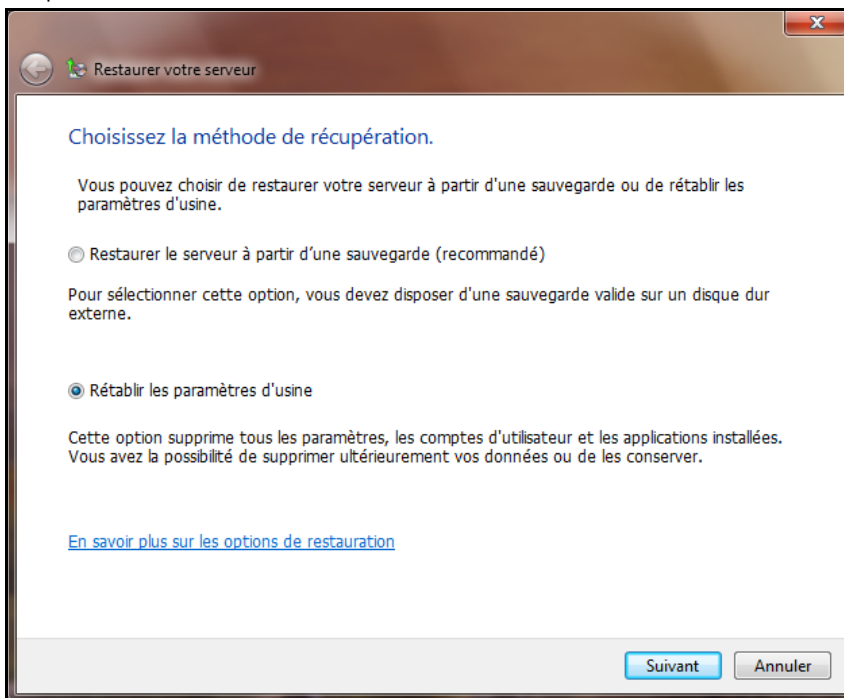 Restaurer votre serveur
Choisissez la méthode de récupération.
Vous pouvez choisir de restaurer votre serveur à partir d'une sauvegarde ou de rétablir les
paramètres d'usine.
Restaurer le serveur à partir d’une sauvegarde (recommandé)
Pour sélectionner cette option, vous devez disposer d'une sauvegarde valide sur un disque dur
externe.
Rétablir les paramètres d'usine
Cette option supprime tous les paramètres, les comptes d'utilisateur et les applications installées.
Vous avez la possibilité de supprimer ultérieurement vos données ou de les conserver.
En savoir plus sur les options de restauration
Suivant Annuler